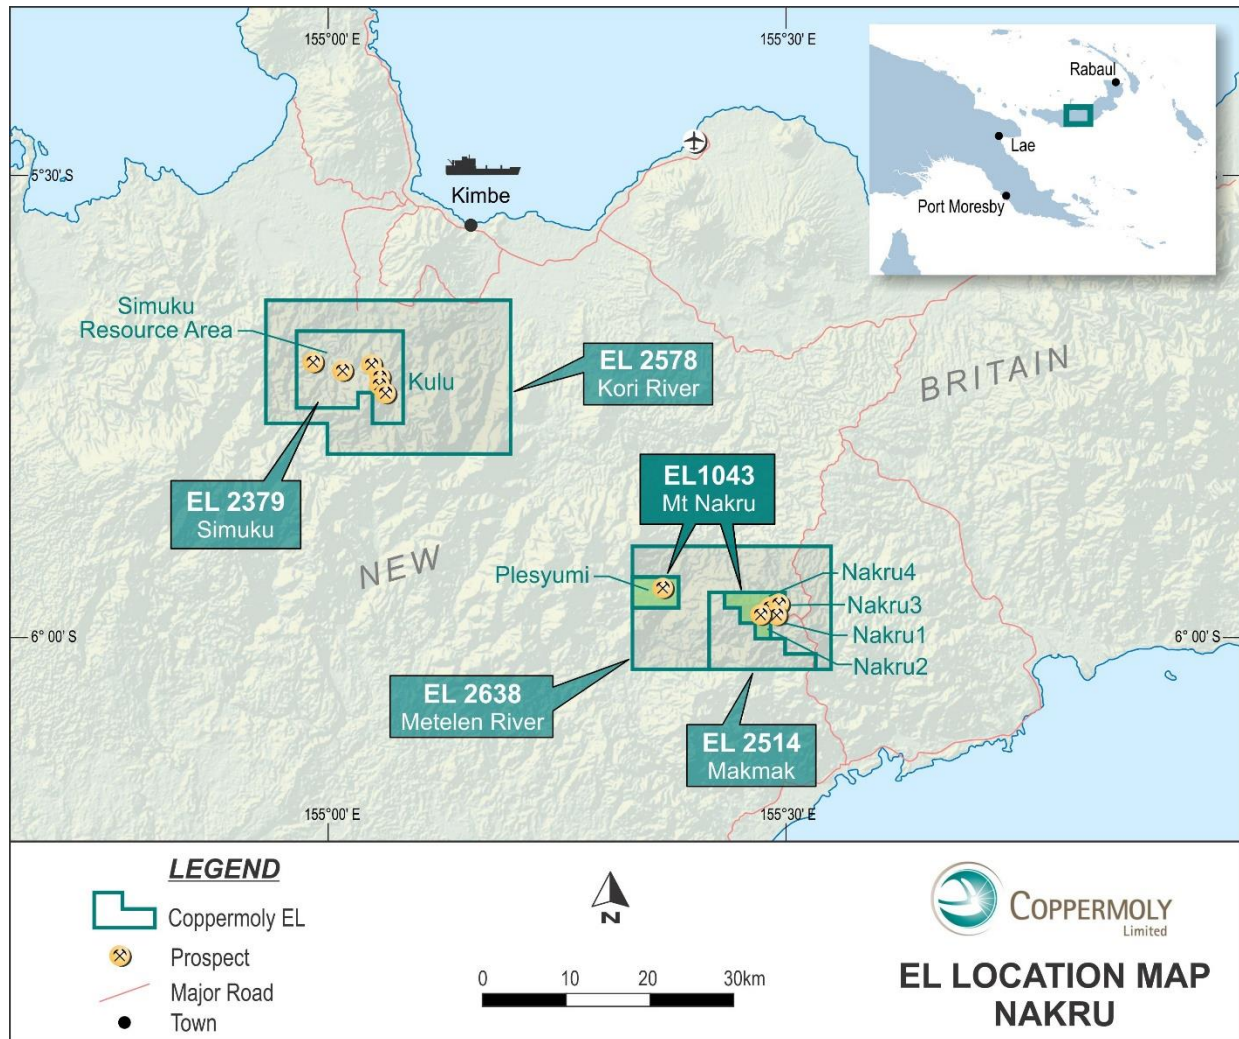 155°00' E
155°30' E
Rabaul
Lae
Port Moresby
5°30' S
Kimbe
Simuku
Resource Area
Kulu
EL 2578
Kori River
BRITAIN
EL 2379
Simuku
EL1043
Mt Nakru
NEW
Plesyumi
Nakru4
Nakru3
Nakru1
Nakru2
6° 00' S
6° 00' S
EL 2638
Metelen River
EL 2514
Makmak
155°00' E
155°30' E
LEGEND
Coppermoly EL
Prospect
Major Road
Town
N
0 10 20 30km
COPPERMOLY
Limited
EL LOCATION MAP
NAKRU